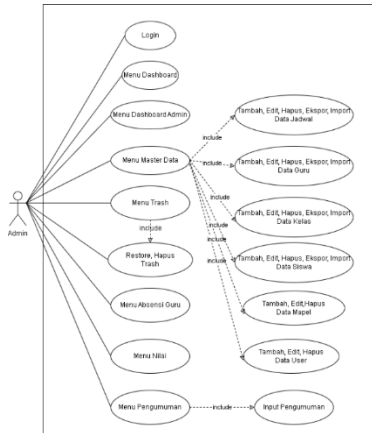 Login
Menu Dashboard
Menu Dashboard Admin
Menu Master Data
Menu Trash
include
Restore, Hapus
Trash
Menu Absensi Guru
Menu Nilai
Menu Pengumuman
Admin
include
Tambah, Edit, Hapus, Ekspor, Import
Data Jadwal
include
Tambah, Edit, Hapus, Ekspor, Import
Data Guru
include
Tambah, Edit, Hapus, Ekspor, Import
Data Kelas
include
Tambah, Edit, Hapus, Ekspor, Import
Data Siswa
include
Tambah, Edit,Hapus
Data Mapel
include
Tambah, Edit, Hapus
Data User
include
Input Pengumuman